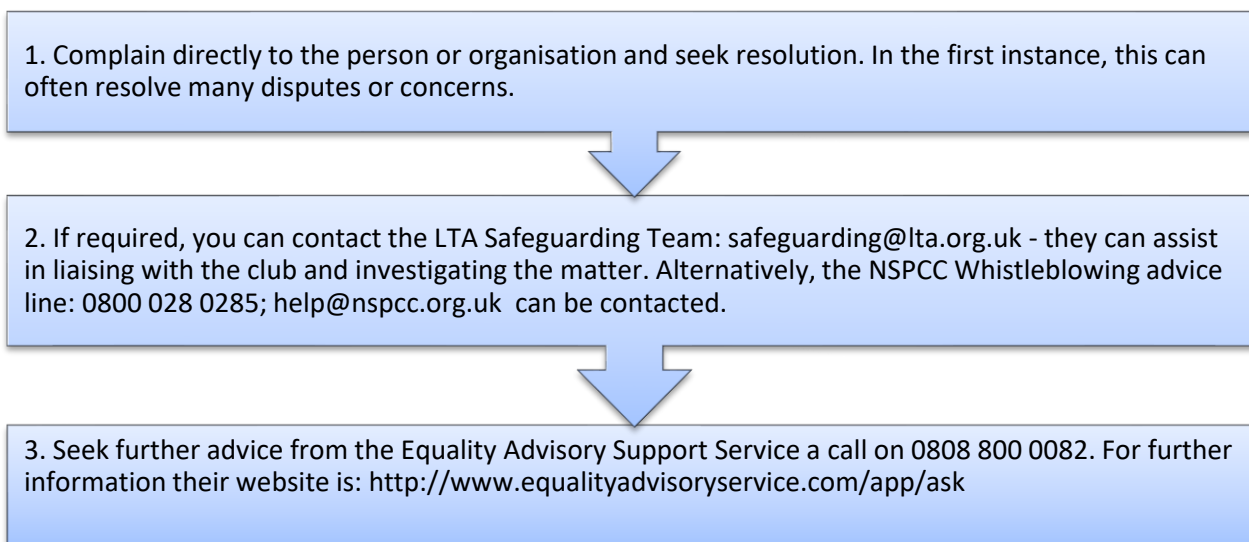 1. Complain directly to the person or organisation and seek resolution. In the first instance, this can
often resolve many disputes or concerns.
2. If required, you can contact the LTA Safeguarding Team: safeguarding@lta.org.uk - they can assist
in liaising with the club and investigating the matter. Alternatively, the NSPCC Whistleblowing advice
line: 0800 028 0285; help@nspcc.org.uk  can be contacted.
3. Seek further advice from the Equality Advisory Support Service a call on 0808 800 0082. For further
information their website is: http://www.equalityadvisoryservice.com/app/ask